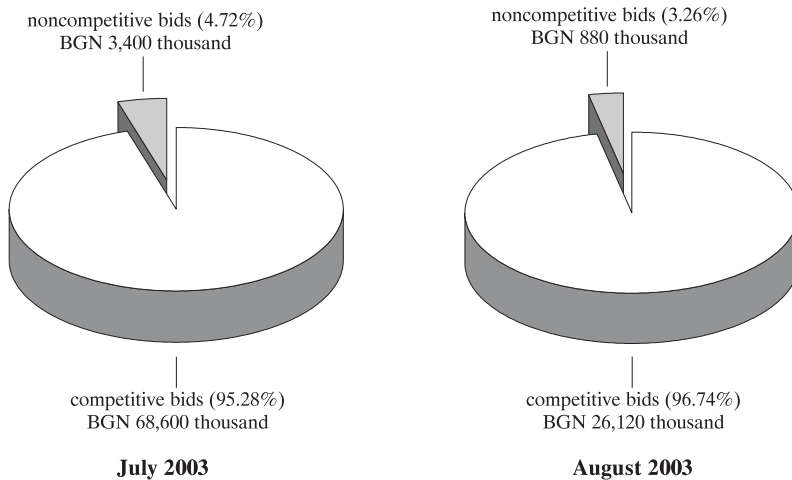 noncompetitive bids (4.72%)
BGN 3,400 thousand
noncompetitive bids (3.26%)
BGN 880 thousand
competitive bids (95.28%)
BGN 68,600 thousand
competitive bids (96.74%)
BGN 26,120 thousand
July 2003
August 2003